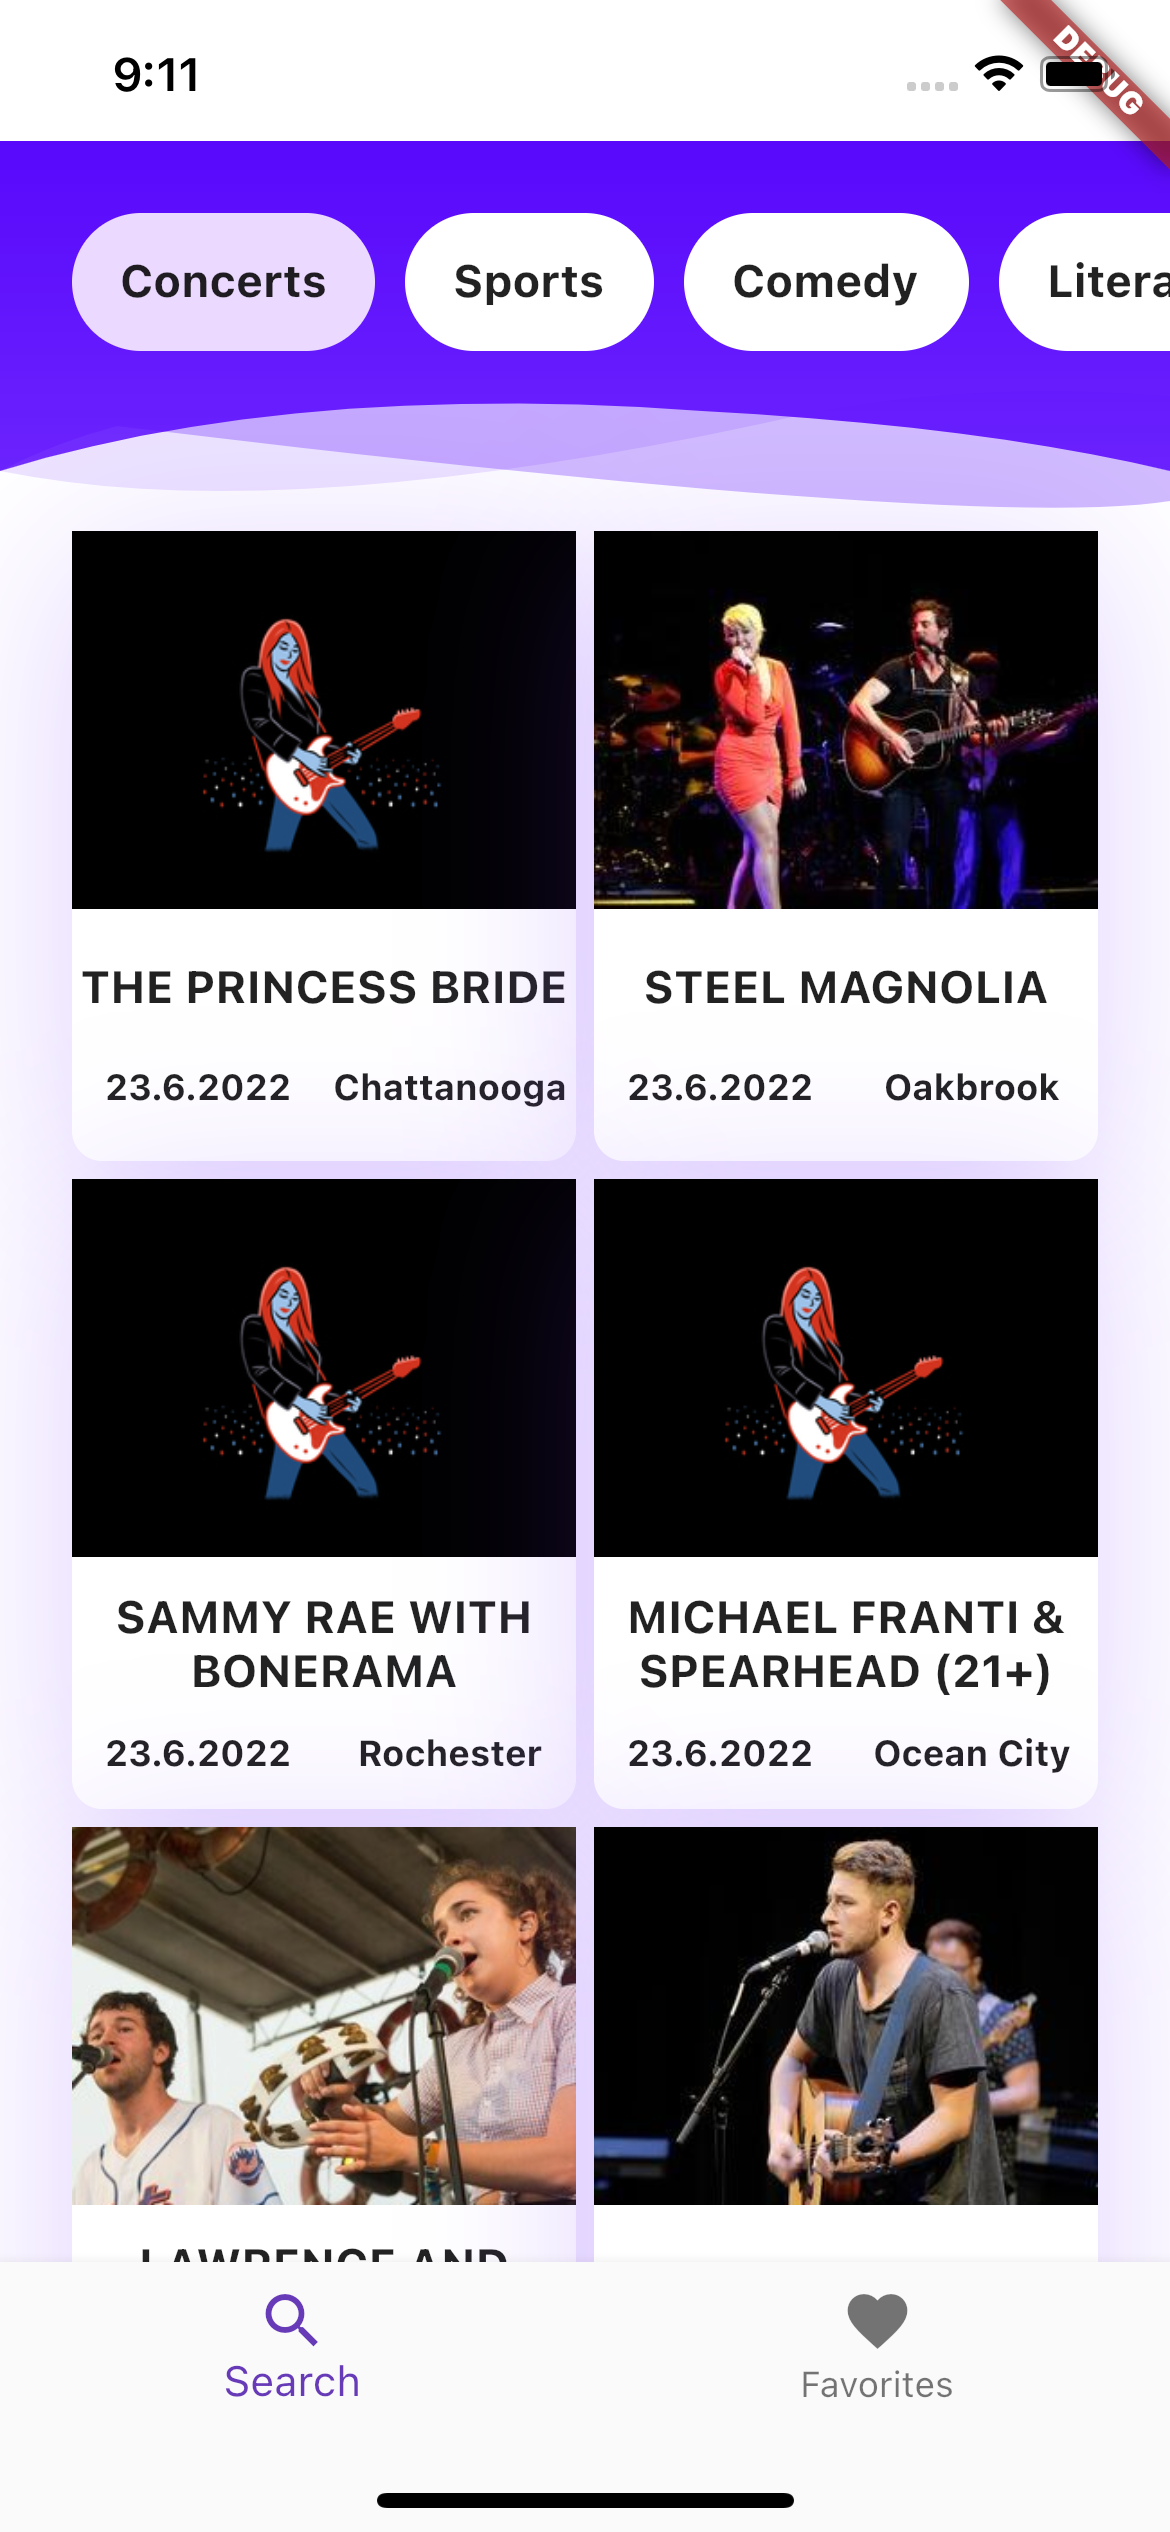 9:11
DEBUG
Concerts
Sports
Comedy
Litera
THE PRINCESS BRIDE
23.6.2022
Chattanooga
STEEL MAGNOLIA
23.6.2022
Oakbrook
SAMMY RAE WITH
BONERAMA
23.6.2022
Rochester
MICHAEL FRANTI &
SPEARHEAD (21+)
23.6.2022
Ocean City
LAWRENCE AND
Search
Favorites